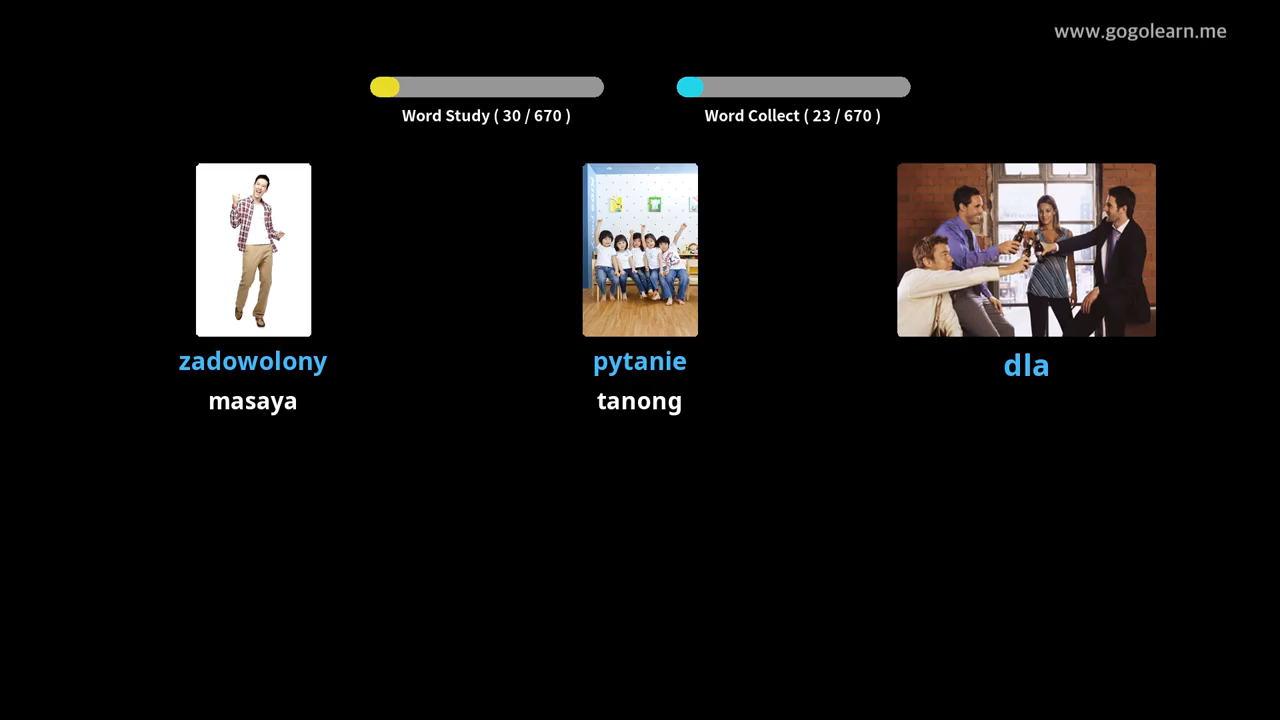 www.gogolearn.me
Word Study ( 30 / 670 )
Word Collect ( 23 / 670 )
zadowolony
masaya
pytanie
tanong
dla